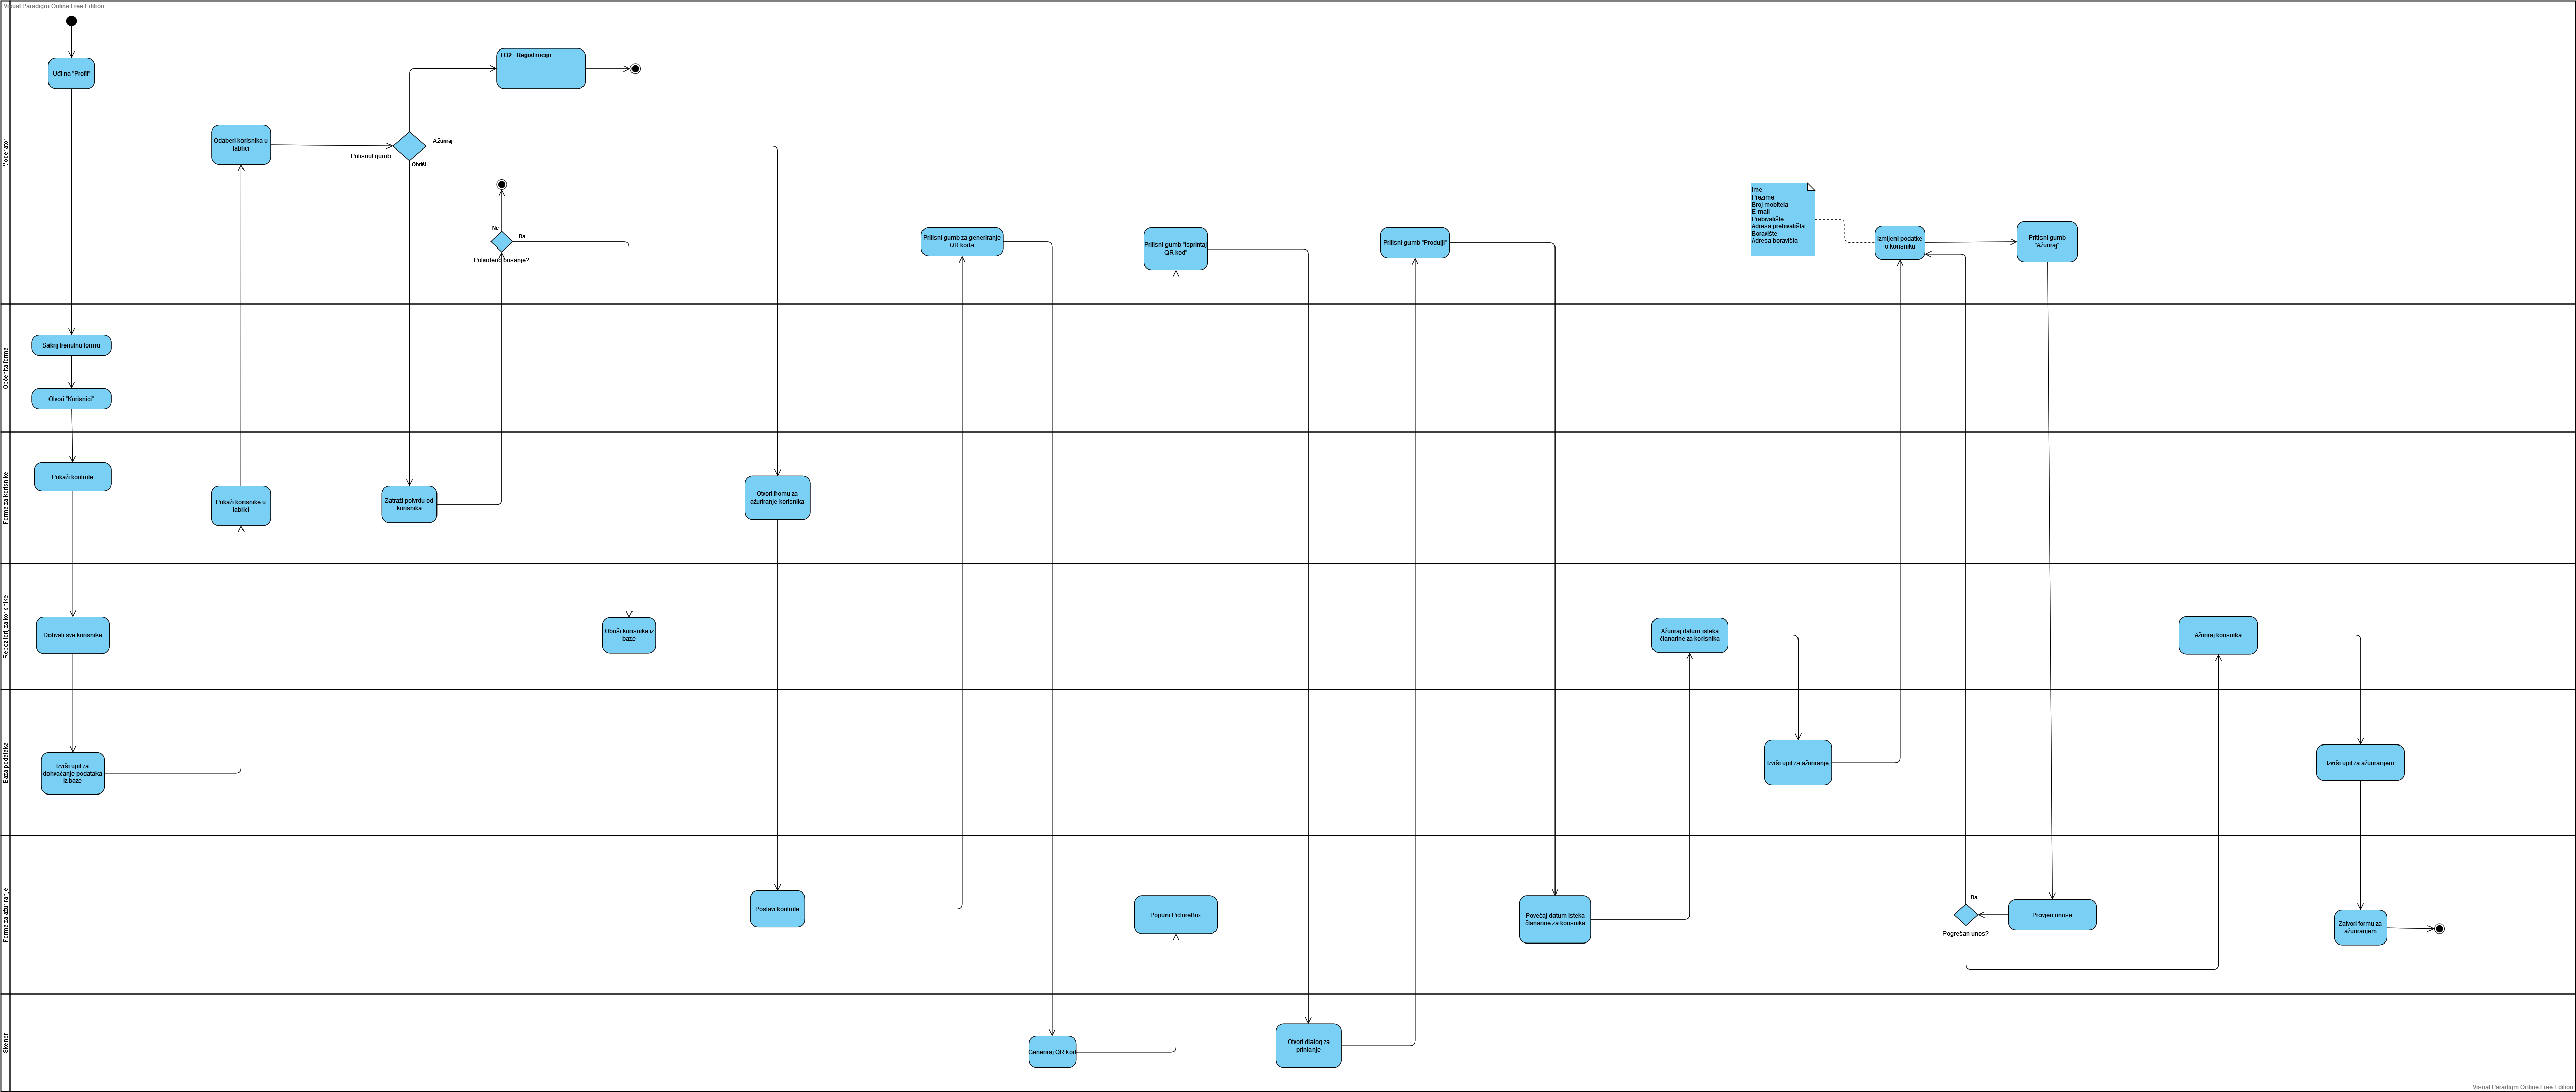 Visual Paradigm Online Free Edition
Moderator
Uđi na "Profil"
FO2 - Registracija
Odaberi korisnika u
tablici
Pritisnut gumb
Ažuriraj
Obriši
Ne
Da
Potvrđeno brisanje?
Pritisni gumb za generiranje
QR koda
Pritisni gumb "Isprintaj
QR kod"
Pritisni gumb "Produlji"
Ime
Prezime
Broj mobitela
E-mail
Prebivalište
Adresa prebivališta
Boravište
Adresa boravišta
Izmijeni podatke
o korisniku
Pritisni gumb
"Ažuriraj"
Općenita forma
Sakrij trenutnu formu
Otvori "Korisnici"
Forma za korisnike
Prikaži kontrole
Prikaži korisnike u
tablici
Zatraži potvrdu od
korisnika
Otvori fromu za
ažuriranje korisnika
Repozitorij za korisnike
Dohvati sve korisnike
Obriši korisnika iz
baze
Ažuriraj datum isteka
članarine za korisnika
Ažuriraj korisnika
Baza podataka
Izvrši upit za
dohvaćanje podataka
iz baze
Izvrši upit za ažuriranje
Izvrši upit za ažuriranjem
Forma za ažuriranje
Postavi kontrole
Popuni PictureBox
Povećaj datum isteka
članarine za korisnika
Da
Pogrešan unos?
Provjeri unose
Zatvori formu za
ažuriranjem
Skener
Generiraj QR kod
Otvori dialog za
printanje
Visual Paradigm Online Free Edition